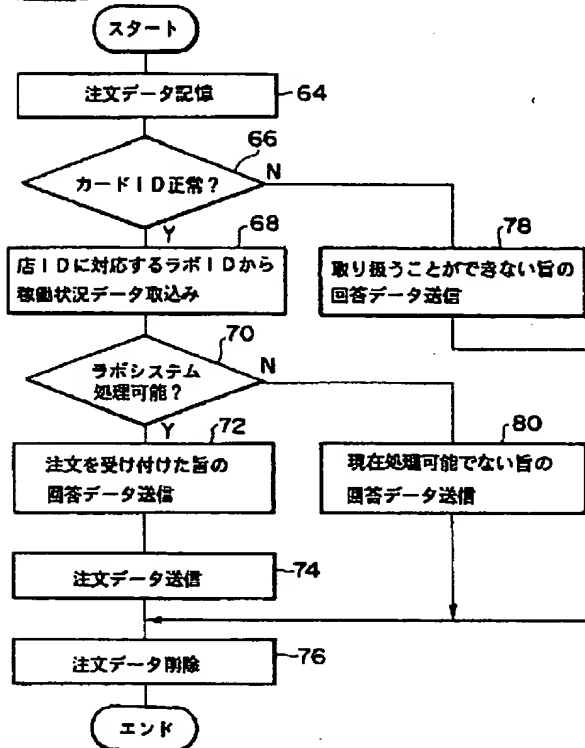 スタート
注文データ記憶
64
66
カードID正常?
N
Y
68
店IDに対応するラボIDから
稼働状況データ取込み
78
取り扱うことができない旨の
回答データ送信
70
ラボシステム
処理可能?
N
Y
72
注文を受け付けた旨の
回答データ送信
80
現在処理可能でない旨の
回答データ送信
注文データ送信
74
注文データ削除
76
エンド